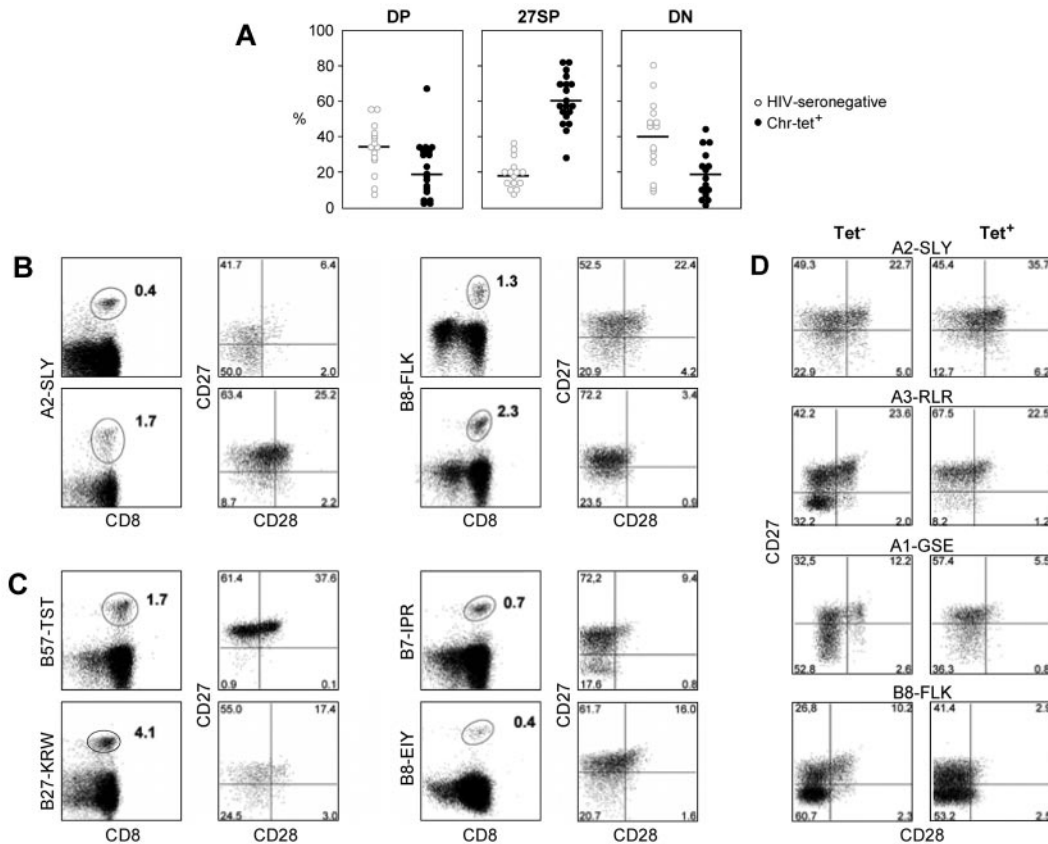 A
DP 27SP DN
100
80
60
%
40
20
0
HIV-seronegative
Chr-tet+
B
A2-SLY
0.4
1.7
CD8
CD27
41.7 6.4
50.0 2.0
63.4 25.2
8.7 2.2
CD28
B8-FLK
1.3
2.3
CD8
CD27
52.5 22.4
20.9 4.2
72.2 3.4
23.5 0.9
CD28
C
B57-TST
1.7
B27-KRW
4.1
CD8
CD27
61.4 37.6
0.9 0.1
55.0 17.4
24.5 3.0
CD28
B7-IPR
0.7
B8-EIY
0.4
CD8
CD27
72,2 9.4
17.6 0.8
61.7 16.0
20.7 1.6
CD28
D
Tet- Tet+
A2-SLY
49.3 22.7 45.4 35.7
22.9 5.0 12.7 6.2
A3-RLR
42.2 23.6 67.5 22.5
32.2 2.0 8.2 1.2
A1-GSE
32,5 12.2 57.4 5.5
52.8 2.6 36.3 0.8
B8-FLK
26,8 10.2 41.4 2.9
60.7 2.3 53.2 2.5
CD27
CD28